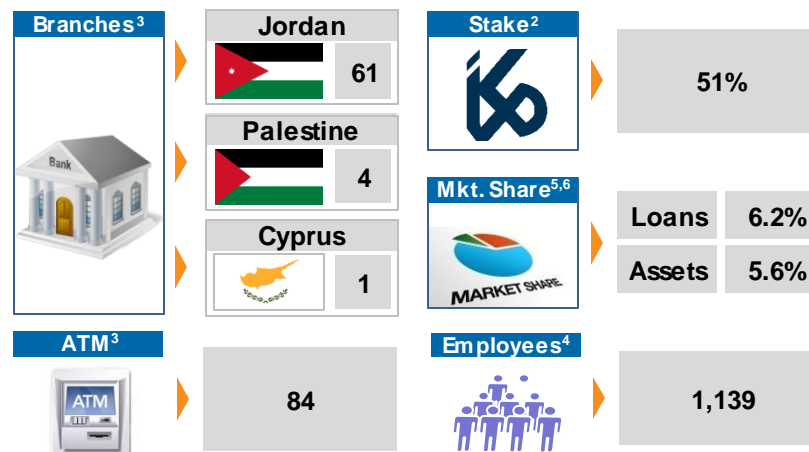 Branches³
Bank
Jordan
61
Palestine
4
Cyprus
1
Stake²
51%
Mkt. Share⁵,⁶
MARKET SHARE
Loans
6.2%
Assets
5.6%
ATM³
ATM
84
Employees⁴
1,139